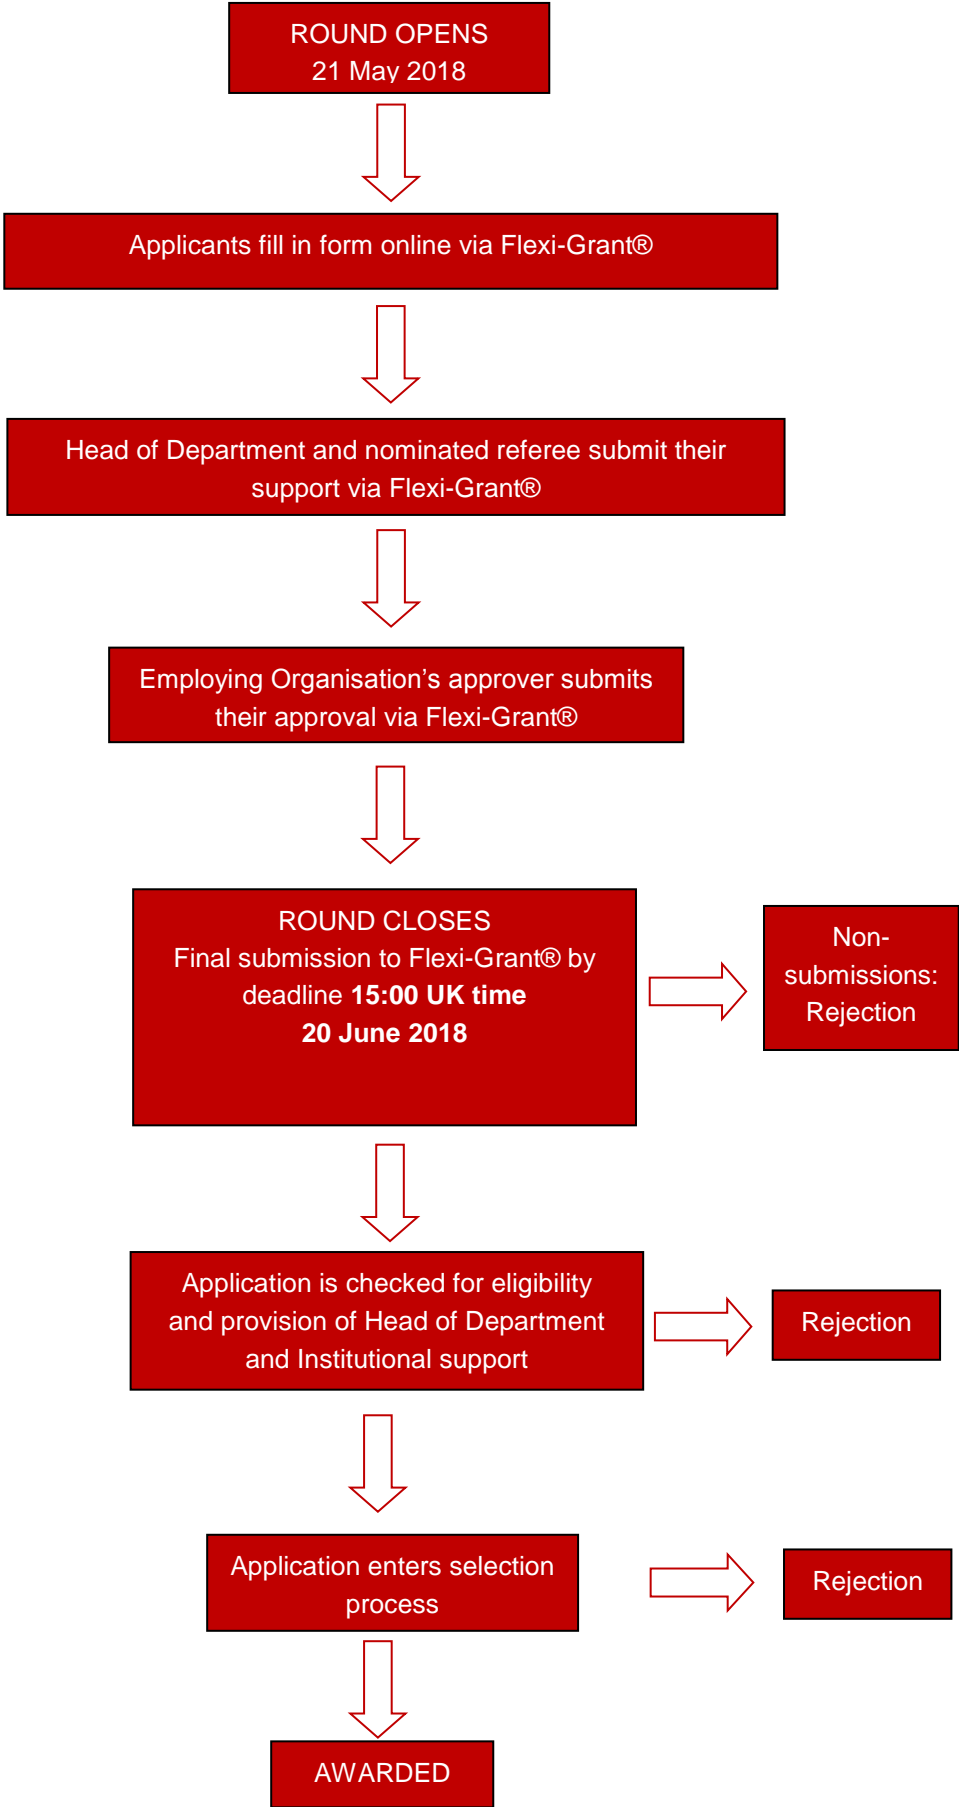 ROUND OPENS
21 May 2018
Applicants fill in form online via Flexi-Grant®
Head of Department and nominated referee submit their
support via Flexi-Grant®
Employing Organisation’s approver submits
their approval via Flexi-Grant®
ROUND CLOSES
Final submission to Flexi-Grant® by
deadline 15:00 UK time
20 June 2018
Non-
submissions:
Rejection
Application is checked for eligibility
and provision of Head of Department
and Institutional support
Rejection
Application enters selection
process
Rejection
AWARDED